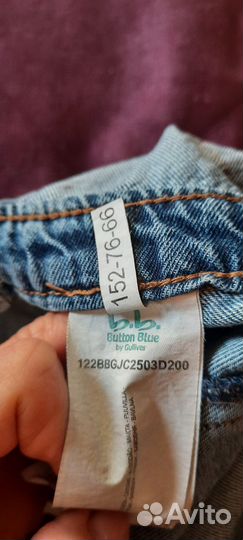 152-76-66
b.b.
Button Blue
by Gulliver
122BBGJC2503D200
Avito